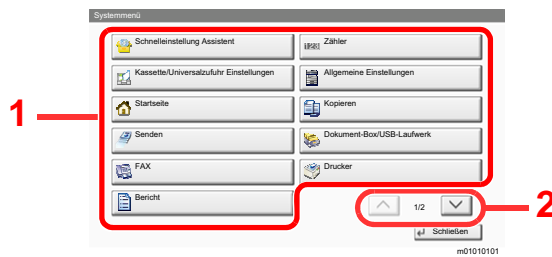 Systemmenü
Schnelleinstellung Assistent
Zähler
Kassette/Universalzufuhr Einstellungen
Allgemeine Einstellungen
Startseite
Kopieren
1
Senden
Dokument-Box/USB-Laufwerk
FAX
Drucker
Bericht
1/2
2
Schließen
m01010101